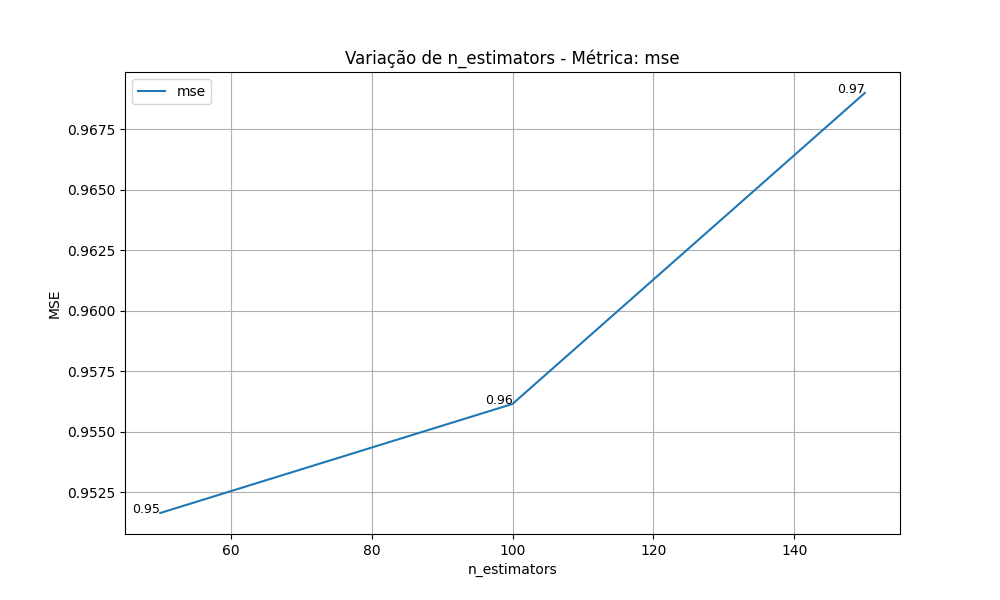 Variação de n_estimators - Métrica: mse
mse
0.97
0.9675
0.9650
0.9625
0.9600
0.9575
0.9550
0.9525
MSE
0.96
0.95
60 80 100 120 140
n_estimators